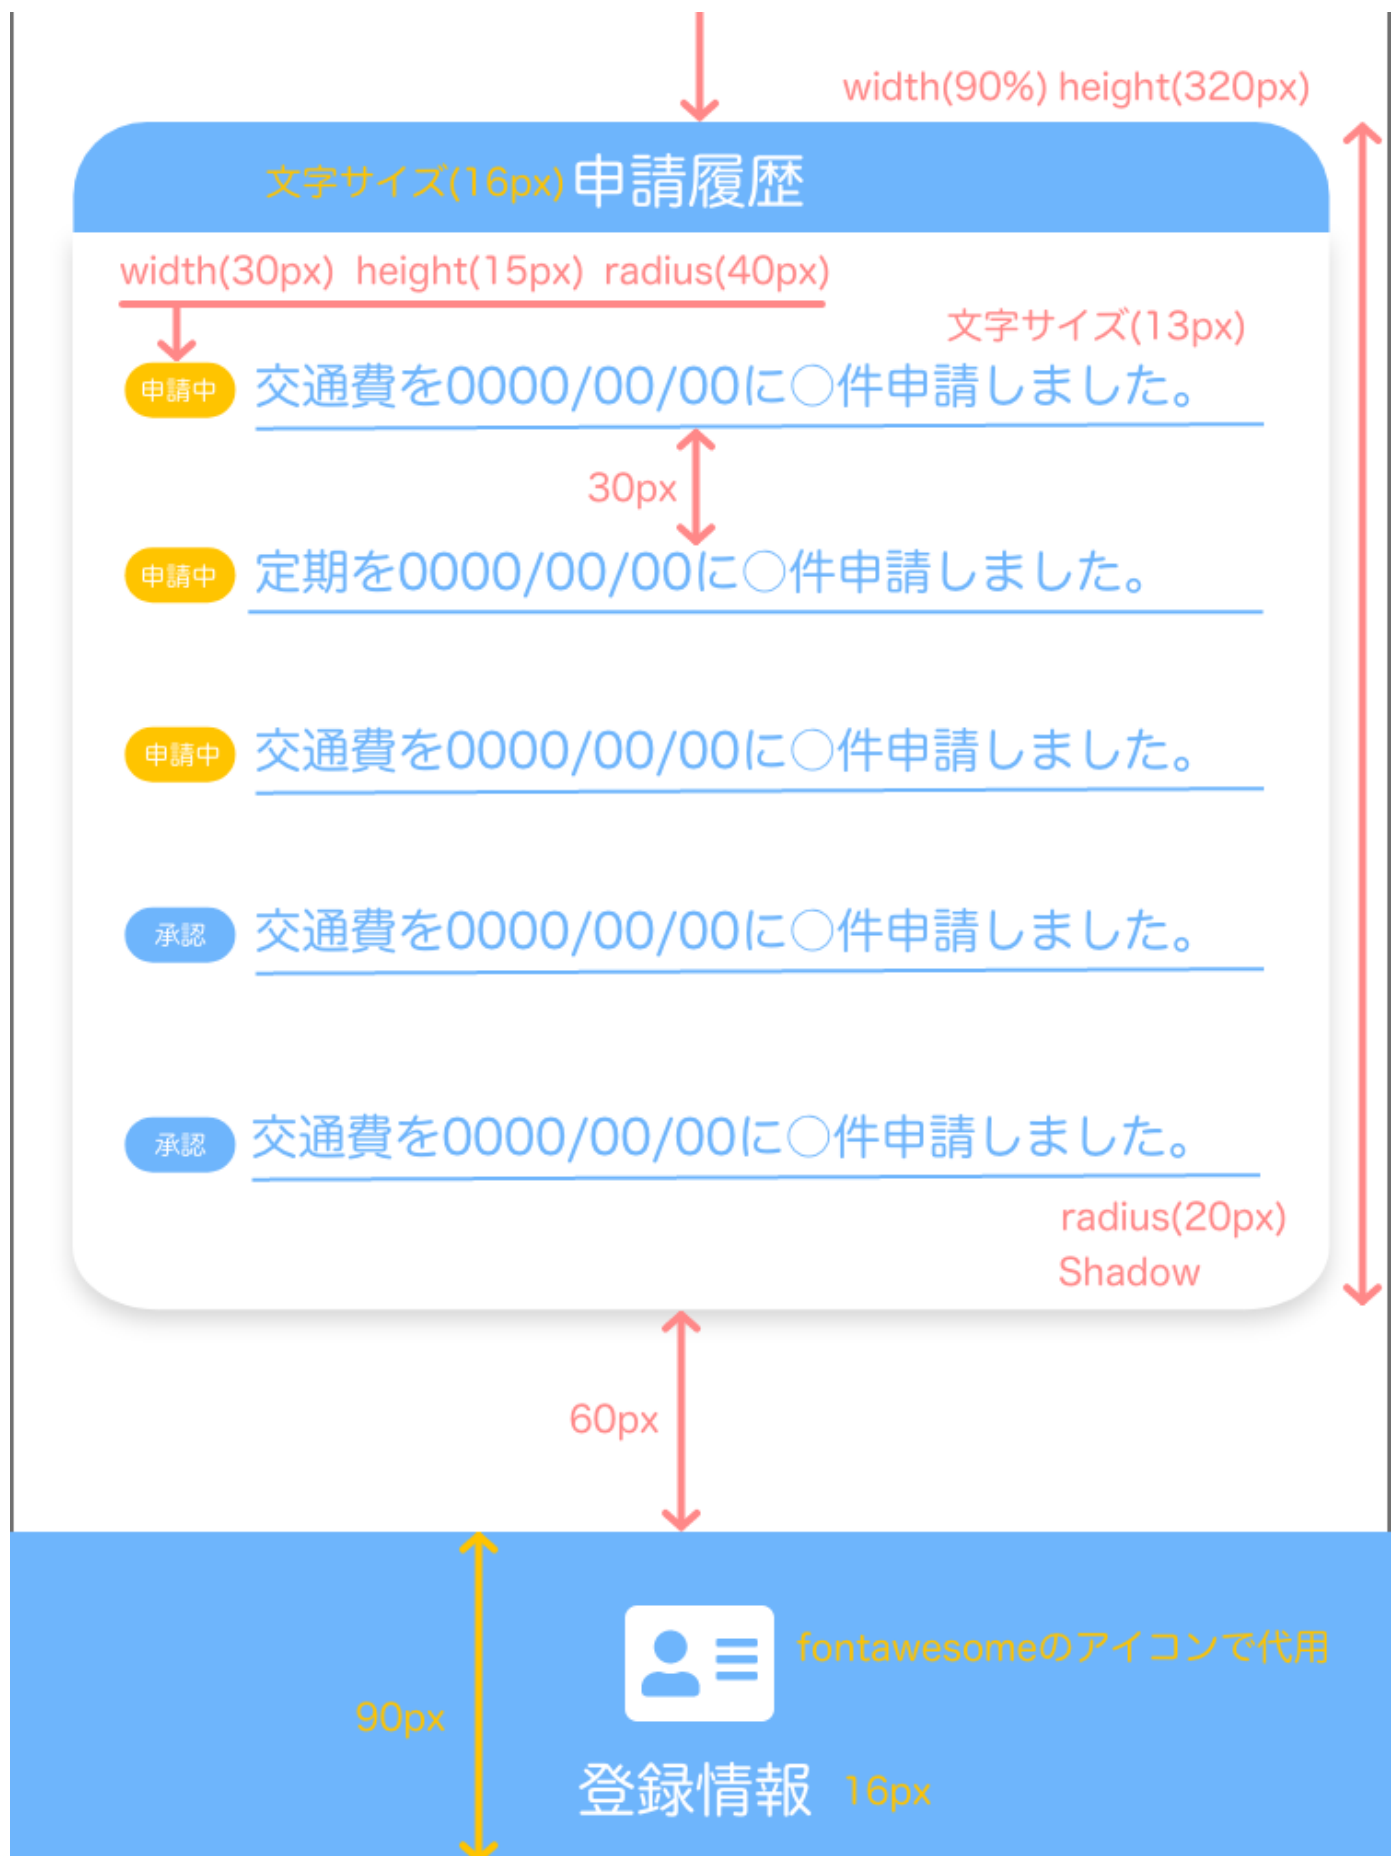 width(90%) height(320px)
文字サイズ(16px) 申請履歴
width(30px) height(15px) radius(40px)
文字サイズ(13px)
申請中 交通費を0000/00/00に○件申請しました。
30px
申請中 定期を0000/00/00に○件申請しました。
申請中 交通費を0000/00/00に○件申請しました。
承認 交通費を0000/00/00に○件申請しました。
承認 交通費を0000/00/00に○件申請しました。
radius(20px)
Shadow
60px
fontawesomeのアイコンで代用
90px
登録情報 16px